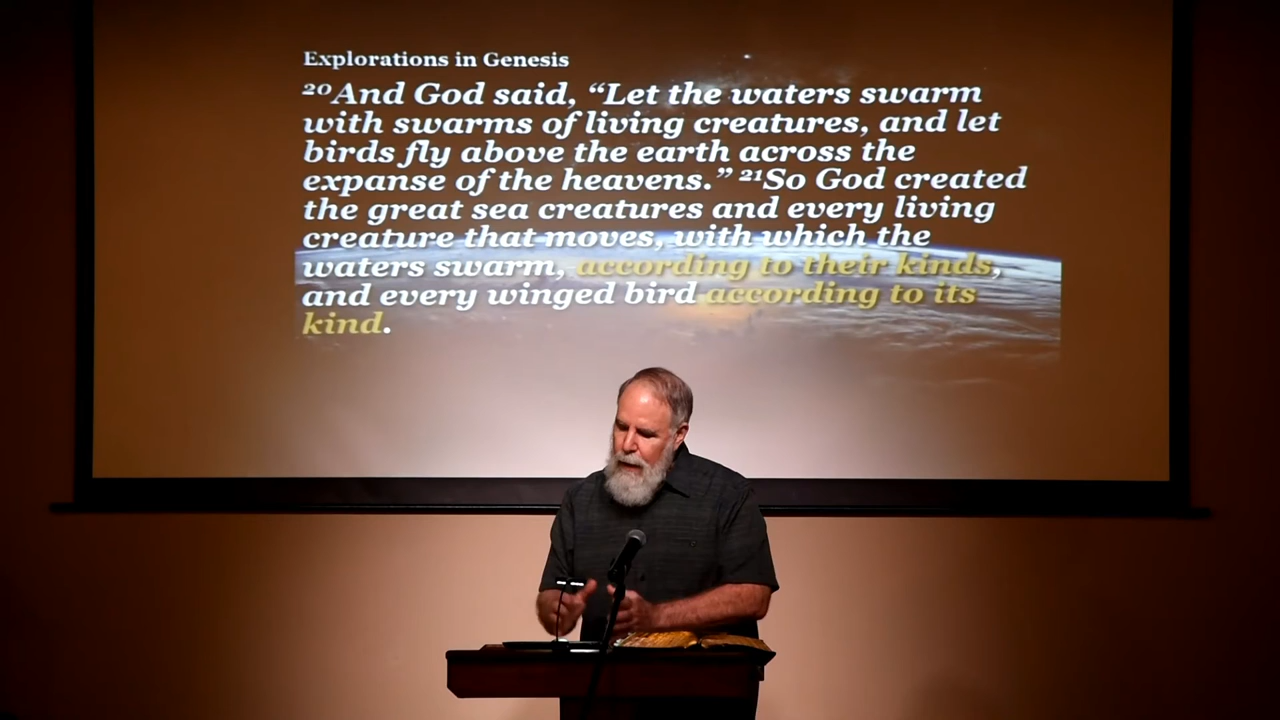 Explorations in Genesis
²⁰And God said, “Let the waters swarm
with swarms of living creatures, and let
birds fly above the earth across the
expanse of the heavens.” ²¹So God created
the great sea creatures and every living
creature that moves, with which the
waters swarm, according to their kinds,
and every winged bird according to its
kind.